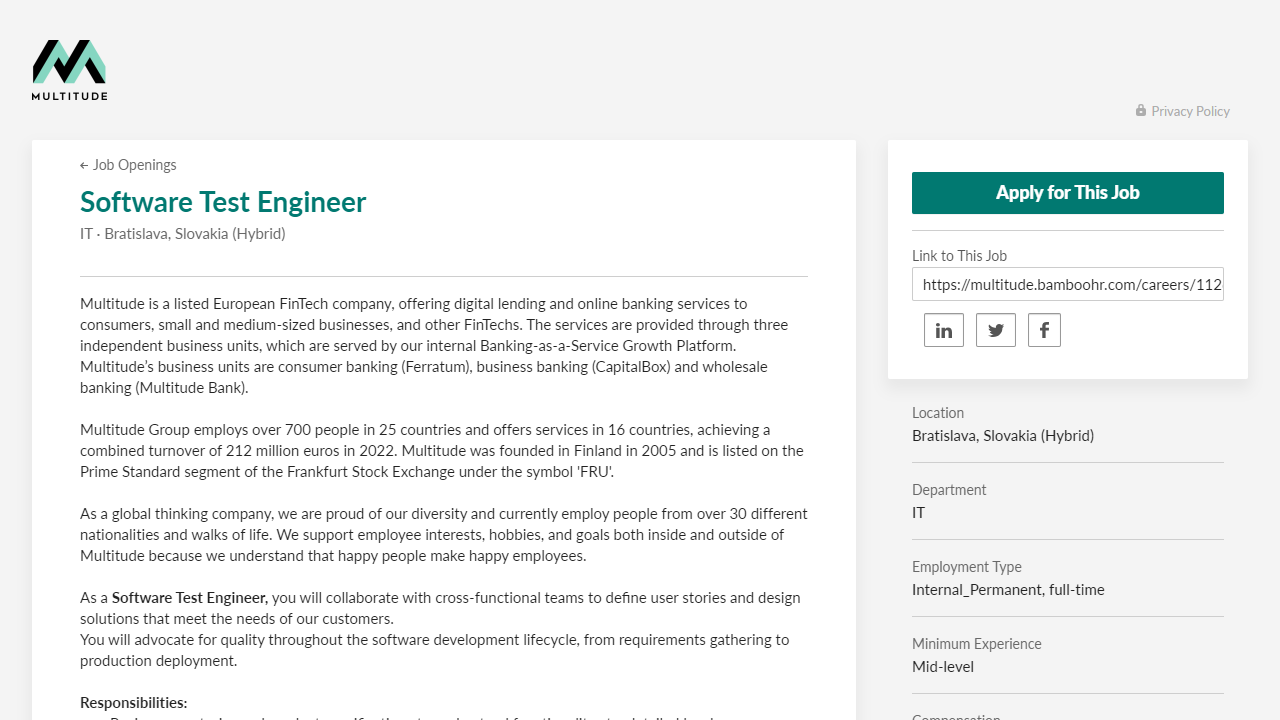 MULTITUDE
Privacy Policy
← Job Openings
Software Test Engineer
IT · Bratislava, Slovakia (Hybrid)
Multitude is a listed European FinTech company, offering digital lending and online banking services to
consumers, small and medium-sized businesses, and other FinTechs. The services are provided through three
independent business units, which are served by our internal Banking-as-a-Service Growth Platform.
Multitude’s business units are consumer banking (Ferratum), business banking (CapitalBox) and wholesale
banking (Multitude Bank).
Multitude Group employs over 700 people in 25 countries and offers services in 16 countries, achieving a
combined turnover of 212 million euros in 2022. Multitude was founded in Finland in 2005 and is listed on the
Prime Standard segment of the Frankfurt Stock Exchange under the symbol 'FRU'.
As a global thinking company, we are proud of our diversity and currently employ people from over 30 different
nationalities and walks of life. We support employee interests, hobbies, and goals both inside and outside of
Multitude because we understand that happy people make happy employees.
As a Software Test Engineer, you will collaborate with cross-functional teams to define user stories and design
solutions that meet the needs of our customers.
You will advocate for quality throughout the software development lifecycle, from requirements gathering to
production deployment.
Responsibilities:
Apply for This Job
Link to This Job
https://multitude.bamboohr.com/careers/112
Location
Bratislava, Slovakia (Hybrid)
Department
IT
Employment Type
Internal_Permanent, full-time
Minimum Experience
Mid-level
Compensation